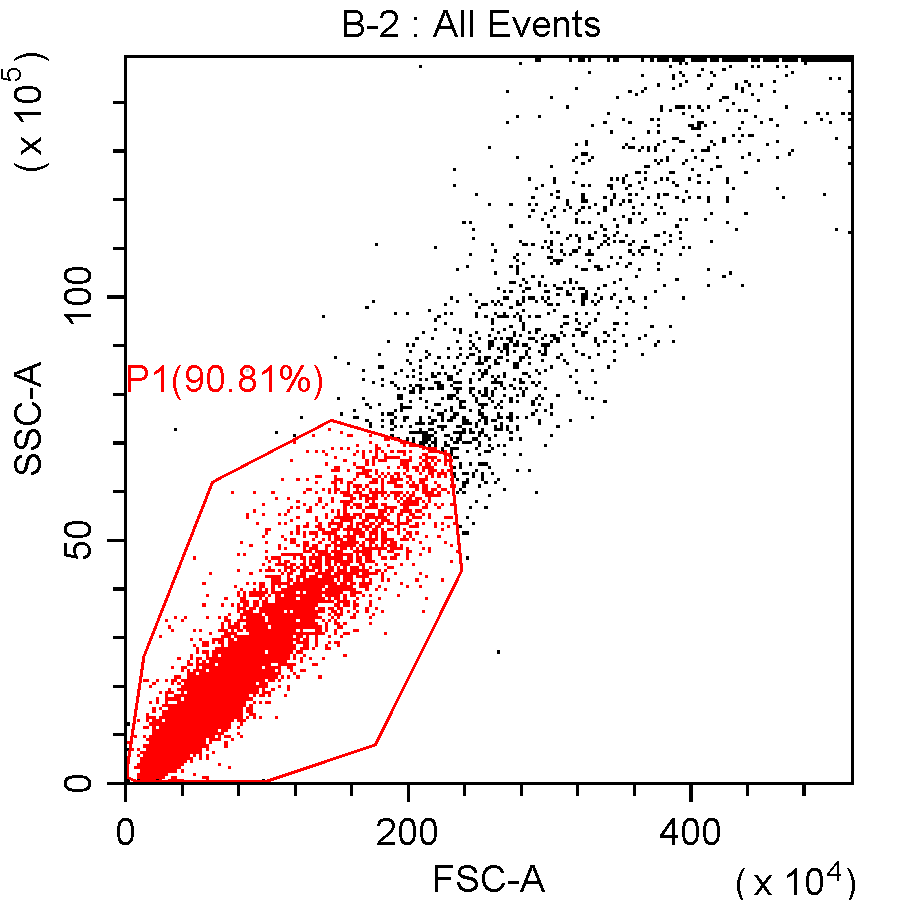 B-2 : All Events
(x 10⁵)
100
P1(90.81%)
SSC-A
50
0
0 200 400
FSC-A
(x 10⁴)